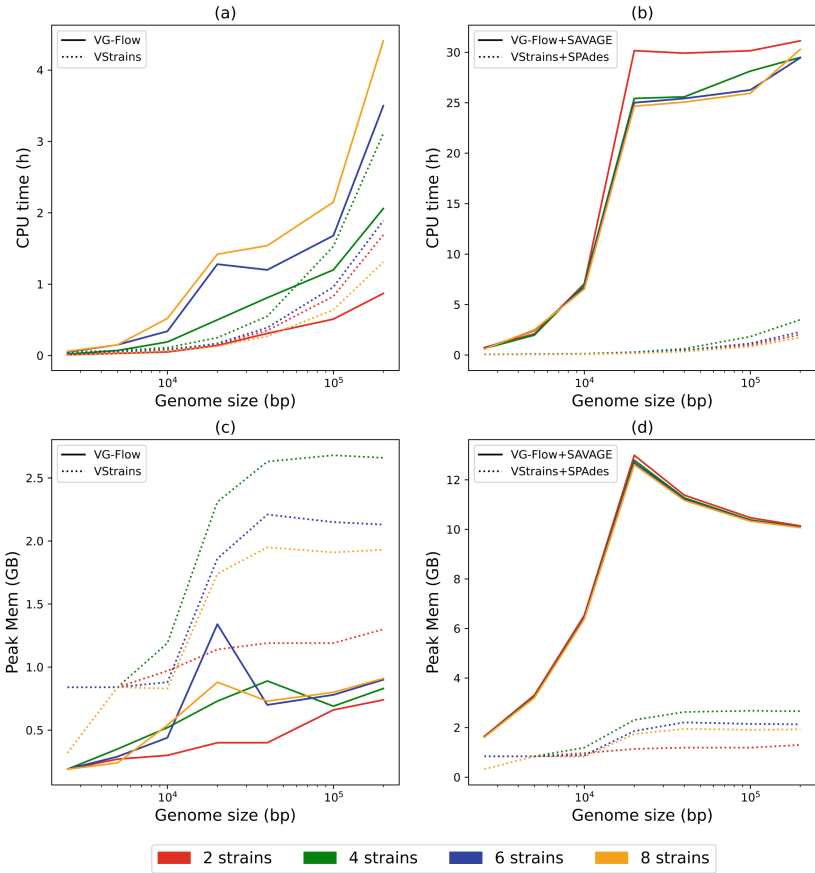 (a)
VG-Flow
VStrains
4
3
2
1
0
CPU time (h)
10⁴
10⁵
Genome size (bp)
(b)
VG-Flow+SAVAGE
VStrains+SPAdes
30
25
20
15
10
5
0
CPU time (h)
10⁴
10⁵
Genome size (bp)
(c)
VG-Flow
VStrains
2.5
2.0
1.5
1.0
0.5
Peak Mem (GB)
10⁴
10⁵
Genome size (bp)
(d)
VG-Flow+SAVAGE
VStrains+SPAdes
12
10
8
6
4
2
0
Peak Mem (GB)
10⁴
10⁵
Genome size (bp)
2 strains
4 strains
6 strains
8 strains